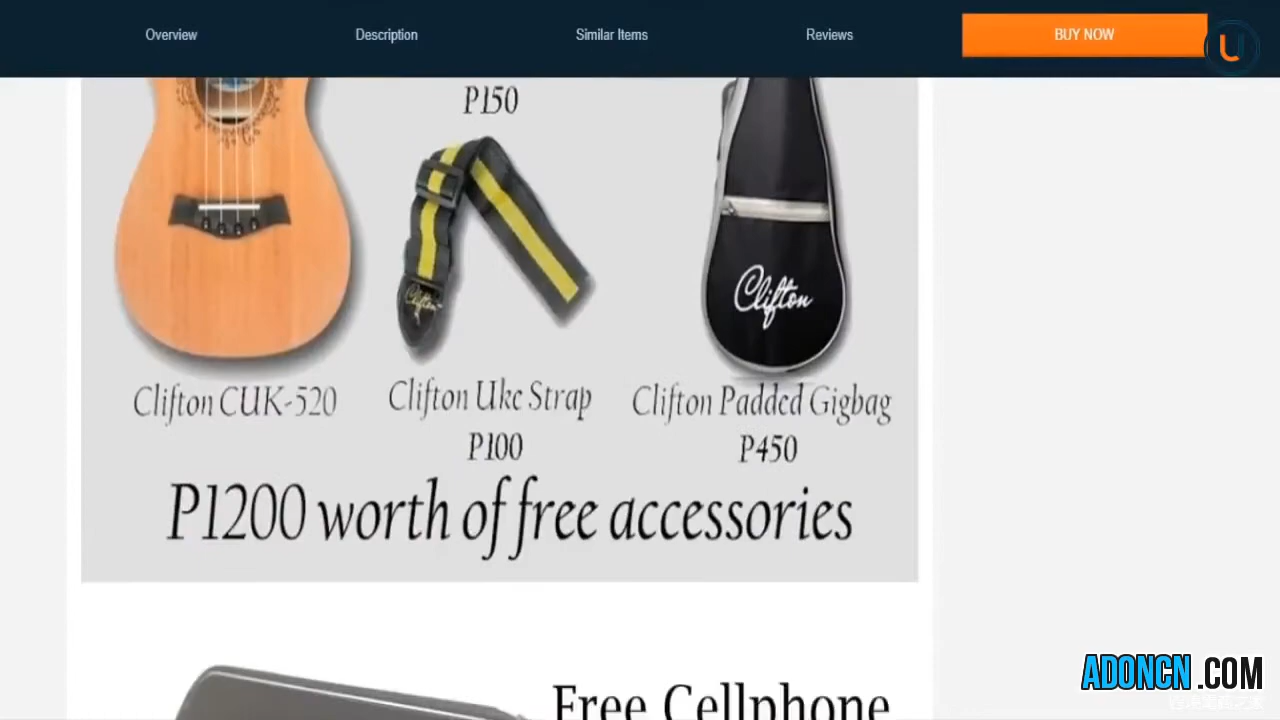 Overview Description Similar Items Reviews BUY NOW
P150
Clifton
Clifton
Clifton CUK-520
Clifton Uke Strap
P100
Clifton Padded Gigbag
P450
P1200 worth of free accessories
Free Cellphone
ADONCN.COM